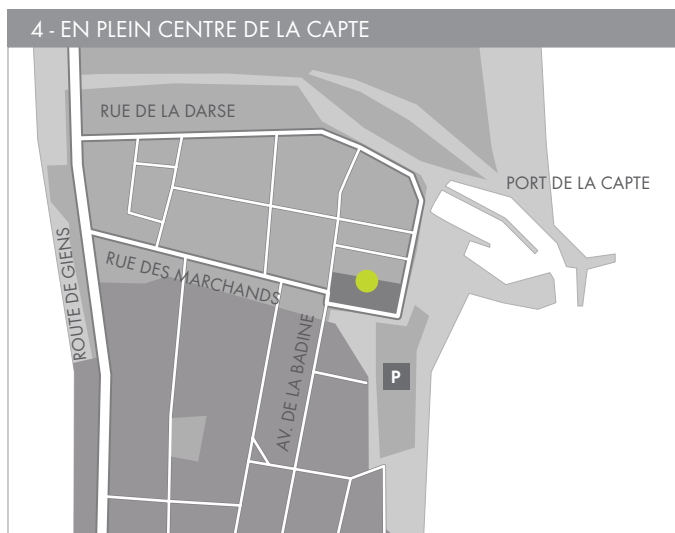 4 - EN PLEIN CENTRE DE LA CAPTE
RUE DE LA DARSE
PORT DE LA CAPTE
ROUTE DE GIENS
RUE DES MARCHANDS
AV. DE LA BADINE
P